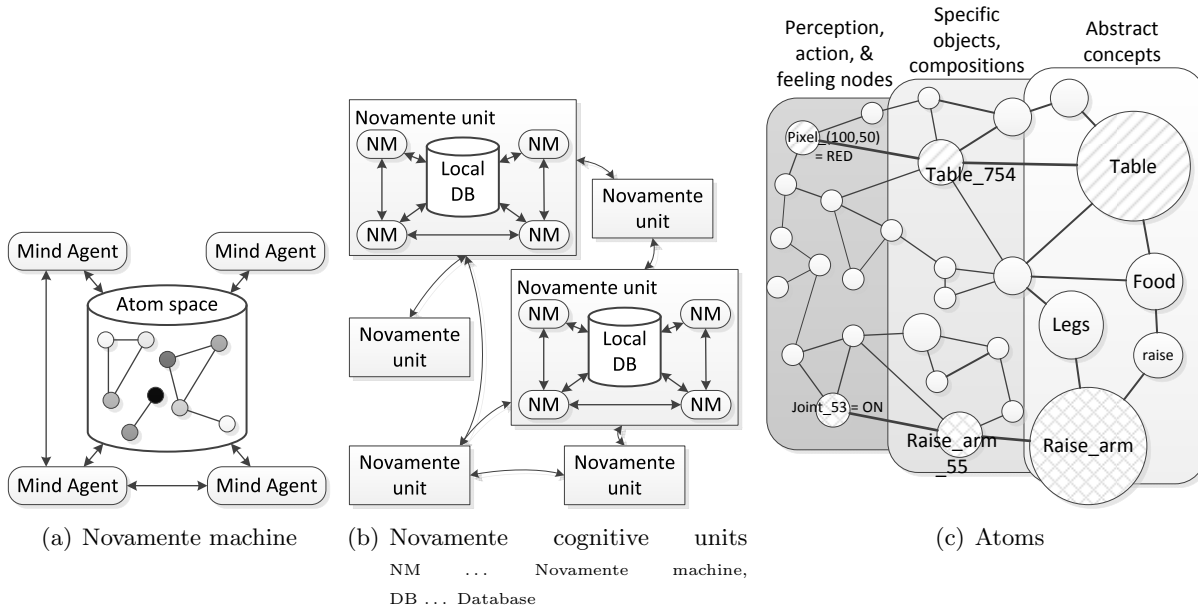 Mind Agent
Mind Agent
Atom space
Mind Agent
Mind Agent
(a) Novamente machine
Novamente unit
NM
NM
Local
DB
NM
NM
Novamente
unit
Novamente
unit
Novamente unit
NM
NM
Local
DB
NM
NM
Novamente
unit
Novamente
unit
(b) Novamente cognitive units
NM ... Novamente machine,
DB ... Database
Perception,
action, &
feeling nodes
Specific
objects,
compositions
Abstract
concepts
Pixel_(100,50)
= RED
Table_754
Table
Food
Legs
raise
Joint_53 = ON
Raise_arm
_55
Raise_arm
(c) Atoms